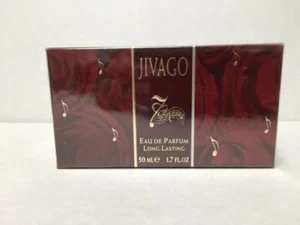 JIVAGO
7
EAU DE PARFUM
LONG LASTING
50 ML e 1.7 FL.OZ